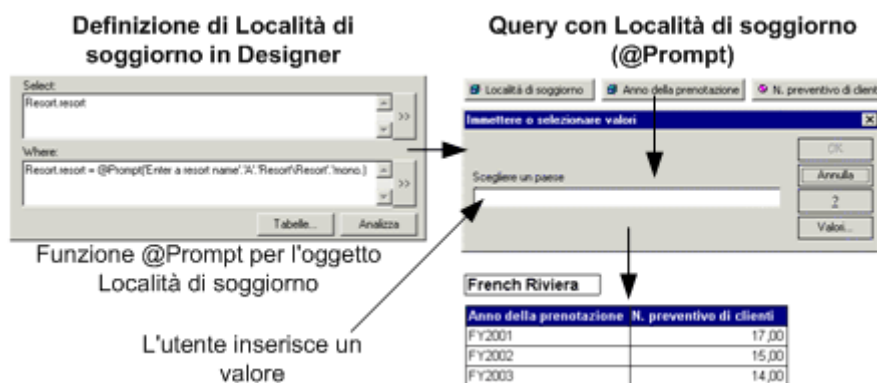 Definizione di Località di
soggiorno in Designer
Select:
Resort.resort
>>
Where:
Resort.resort = @Prompt('Enter a resort name','A','Resort\Resort','mono,)
>>
Tabelle...
Analizza
Funzione @Prompt per l'oggetto
Località di soggiorno
L'utente inserisce un
valore
Query con Località di soggiorno
(@Prompt)
Località di soggiorno
Anno della prenotazione
N. preventivo di clienti
Immettere o selezionare valori
Scegliere un paese
OK
Annulla
?
Valori...
French Riviera
Anno della prenotazione N. preventivo di clienti
FY2001 17,00
FY2002 15,00
FY2003 14,00